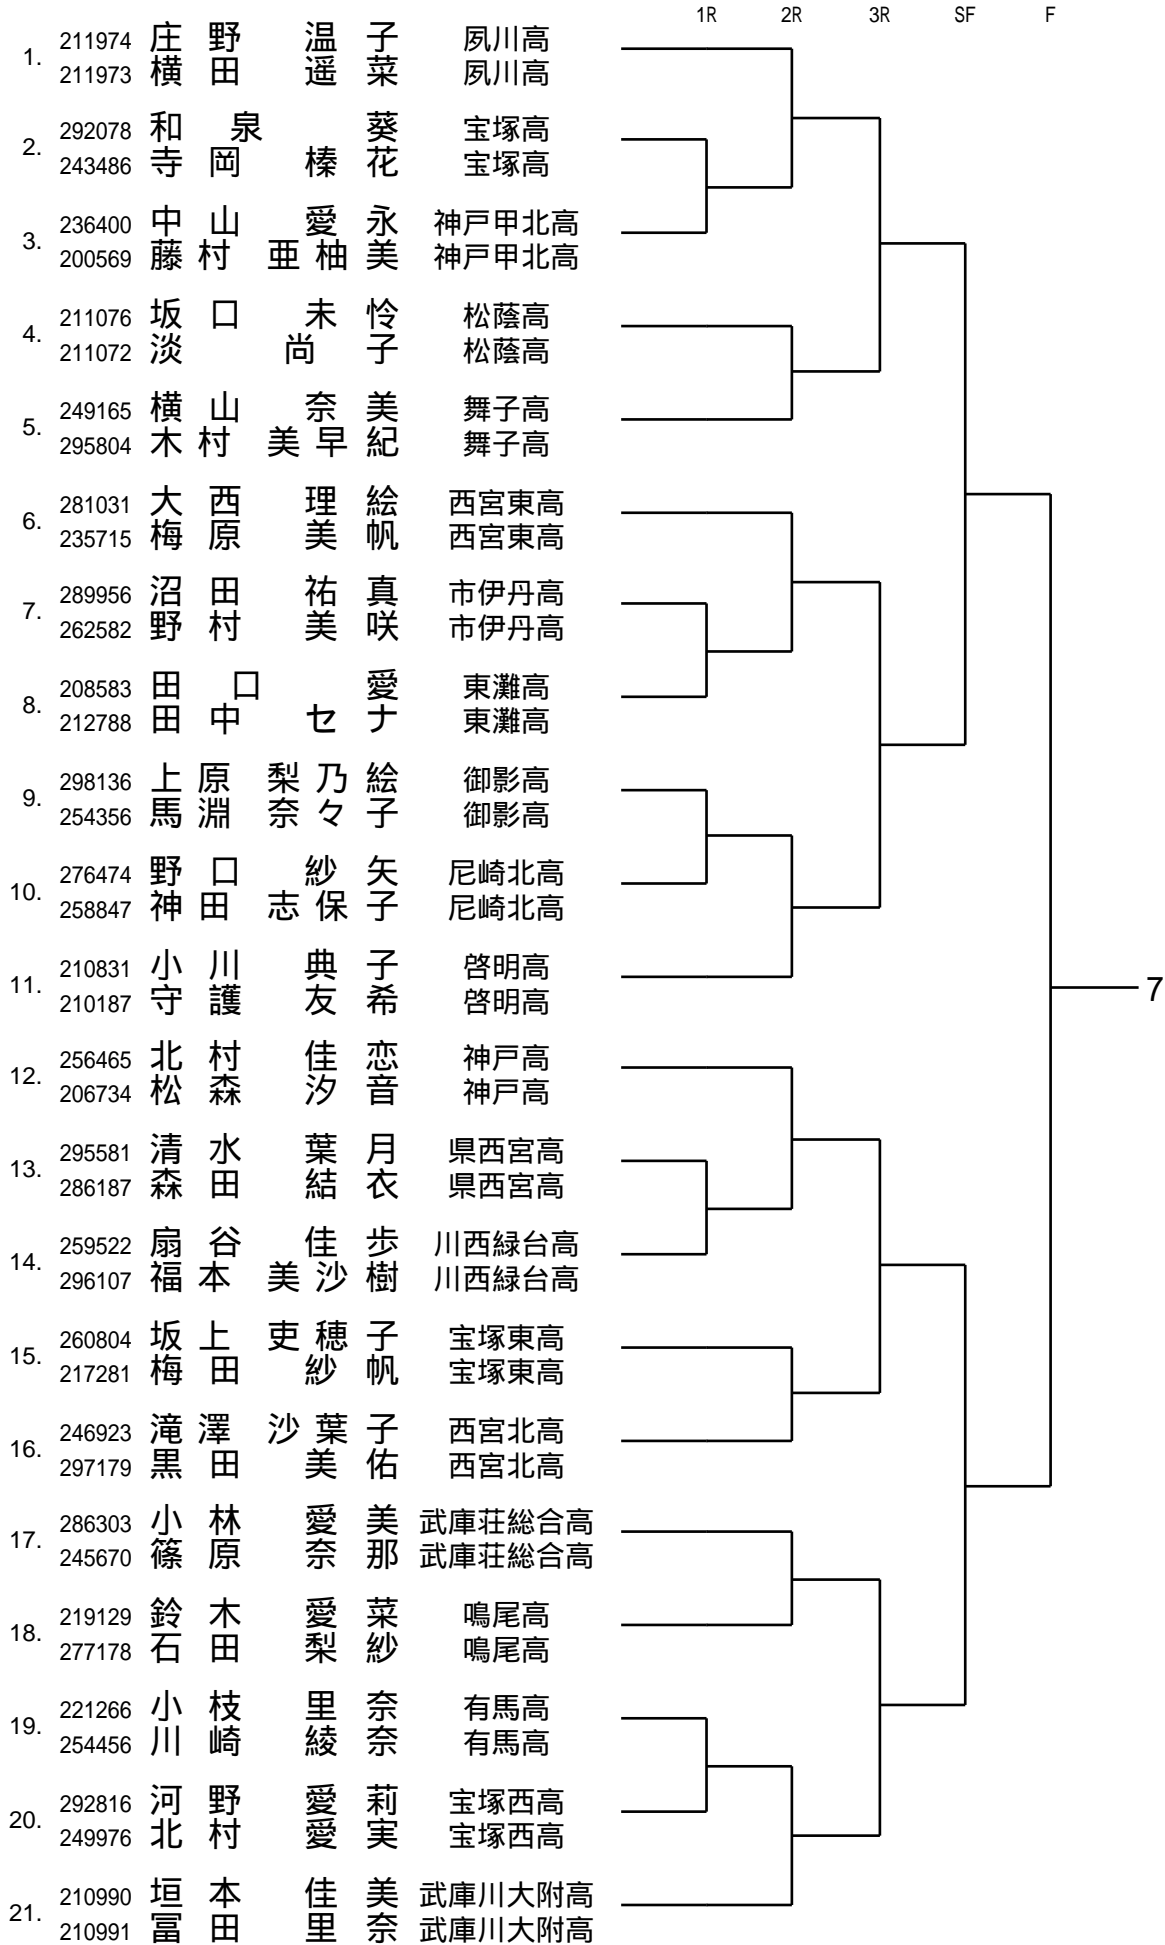 1R 2R 3R SF F
1.
211974 庄野 温子 夙川高
211973 横田 遥菜 夙川高
2.
292078 和泉 葵 宝塚高
243486 寺岡 榛花 宝塚高
3.
236400 中山 愛永 神戸甲北高
200569 藤村 亜柚美 神戸甲北高
4.
211076 坂口 未怜 松蔭高
211072 淡 尚子 松蔭高
5.
249165 横山 奈美 舞子高
295804 木村 美早紀 舞子高
6.
281031 大西 理絵 西宮東高
235715 梅原 美帆 西宮東高
7.
289956 沼田 祐真 市伊丹高
262582 野村 美咲 市伊丹高
8.
208583 田口 愛 東灘高
212788 田中 セナ 東灘高
9.
298136 上原 梨乃絵 御影高
254356 馬淵 奈々子 御影高
10.
276474 野口 紗矢 尼崎北高
258847 神田 志保子 尼崎北高
11.
210831 小川 典子 啓明高
210187 守護 友希 啓明高
7
12.
256465 北村 佳恋 神戸高
206734 松森 汐音 神戸高
13.
295581 清水 葉月 県西宮高
286187 森田 結衣 県西宮高
14.
259522 扇谷 佳歩 川西緑台高
296107 福本 美沙樹 川西緑台高
15.
260804 坂上 吏穂子 宝塚東高
217281 梅田 紗帆 宝塚東高
16.
246923 滝澤 沙葉子 西宮北高
297179 黒田 美佑 西宮北高
17.
286303 小林 愛美 武庫荘総合高
245670 篠原 奈那 武庫荘総合高
18.
219129 鈴木 愛菜 鳴尾高
277178 石田 梨紗 鳴尾高
19.
221266 小枝 里奈 有馬高
254456 川崎 綾奈 有馬高
20.
292816 河野 愛莉 宝塚西高
249976 北村 愛実 宝塚西高
21.
210990 垣本 佳美 武庫川大附高
210991 冨田 里奈 武庫川大附高